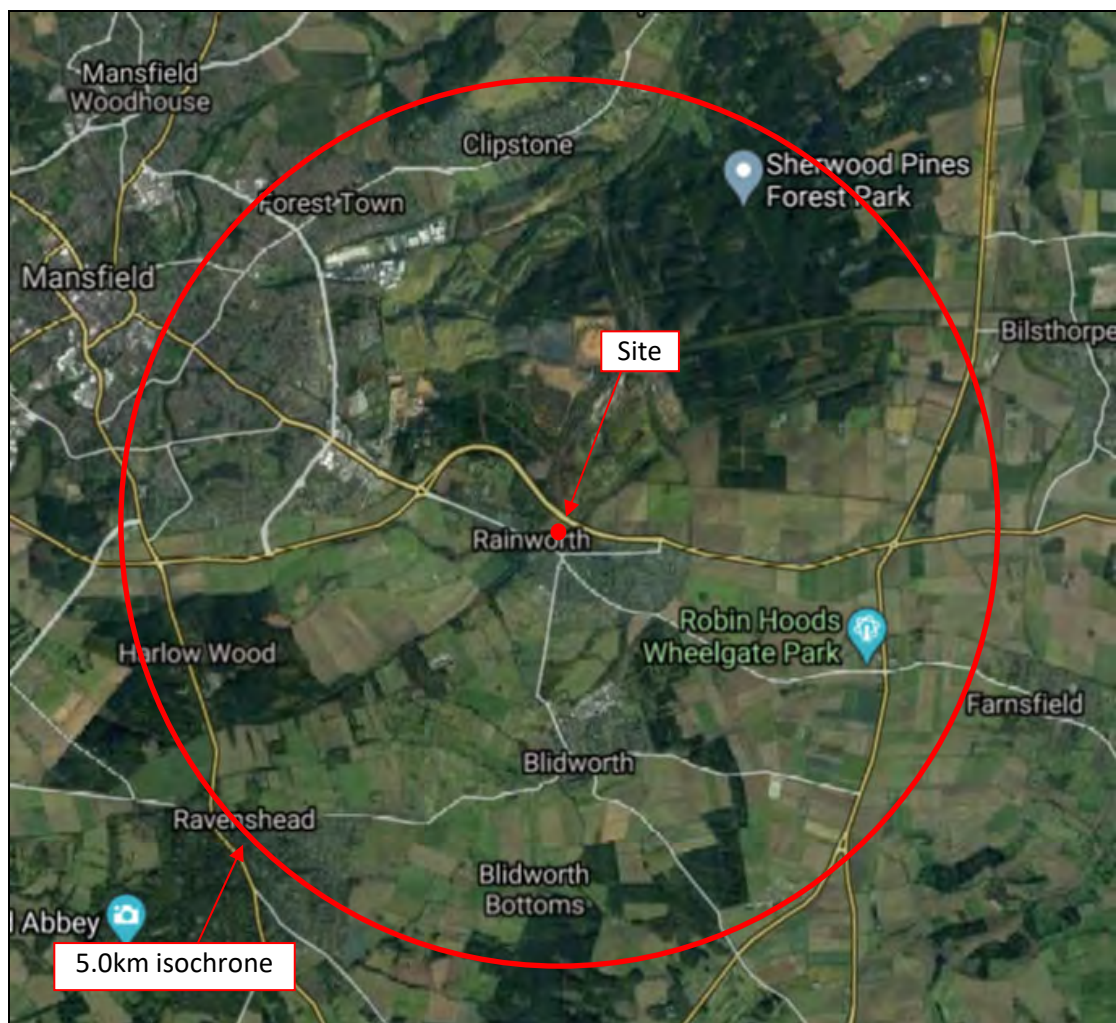 Mansfield
Woodhouse
Clipstone
Sherwood Pines
Forest Park
Forest Town
Mansfield
Bilsthorpe
Site
Rainworth
Robin Hoods
Wheelgate Park
Harlow Wood
Farnsfield
Blidworth
Ravenshead
Blidworth
Bottoms
l Abbey
5.0km isochrone